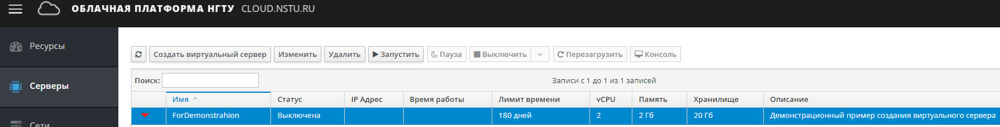 ОБЛАЧНАЯ ПЛАТФОРМА НГТУ CLOUD.NSTU.RU
Ресурсы
Серверы
Сети
Создать виртуальный сервер Изменить Удалить Запустить Пауза Выключить Перезагрузить Консоль
Поиск: Записи с 1 до 1 из 1 записей
Имя Статус IP Адрес Время работы Лимит времени vCPU Память Хранилище Описание
ForDemonstrahion Выключена 180 дней 2 2 Гб 20 Гб Демонстрационный пример создания виртуального сервера